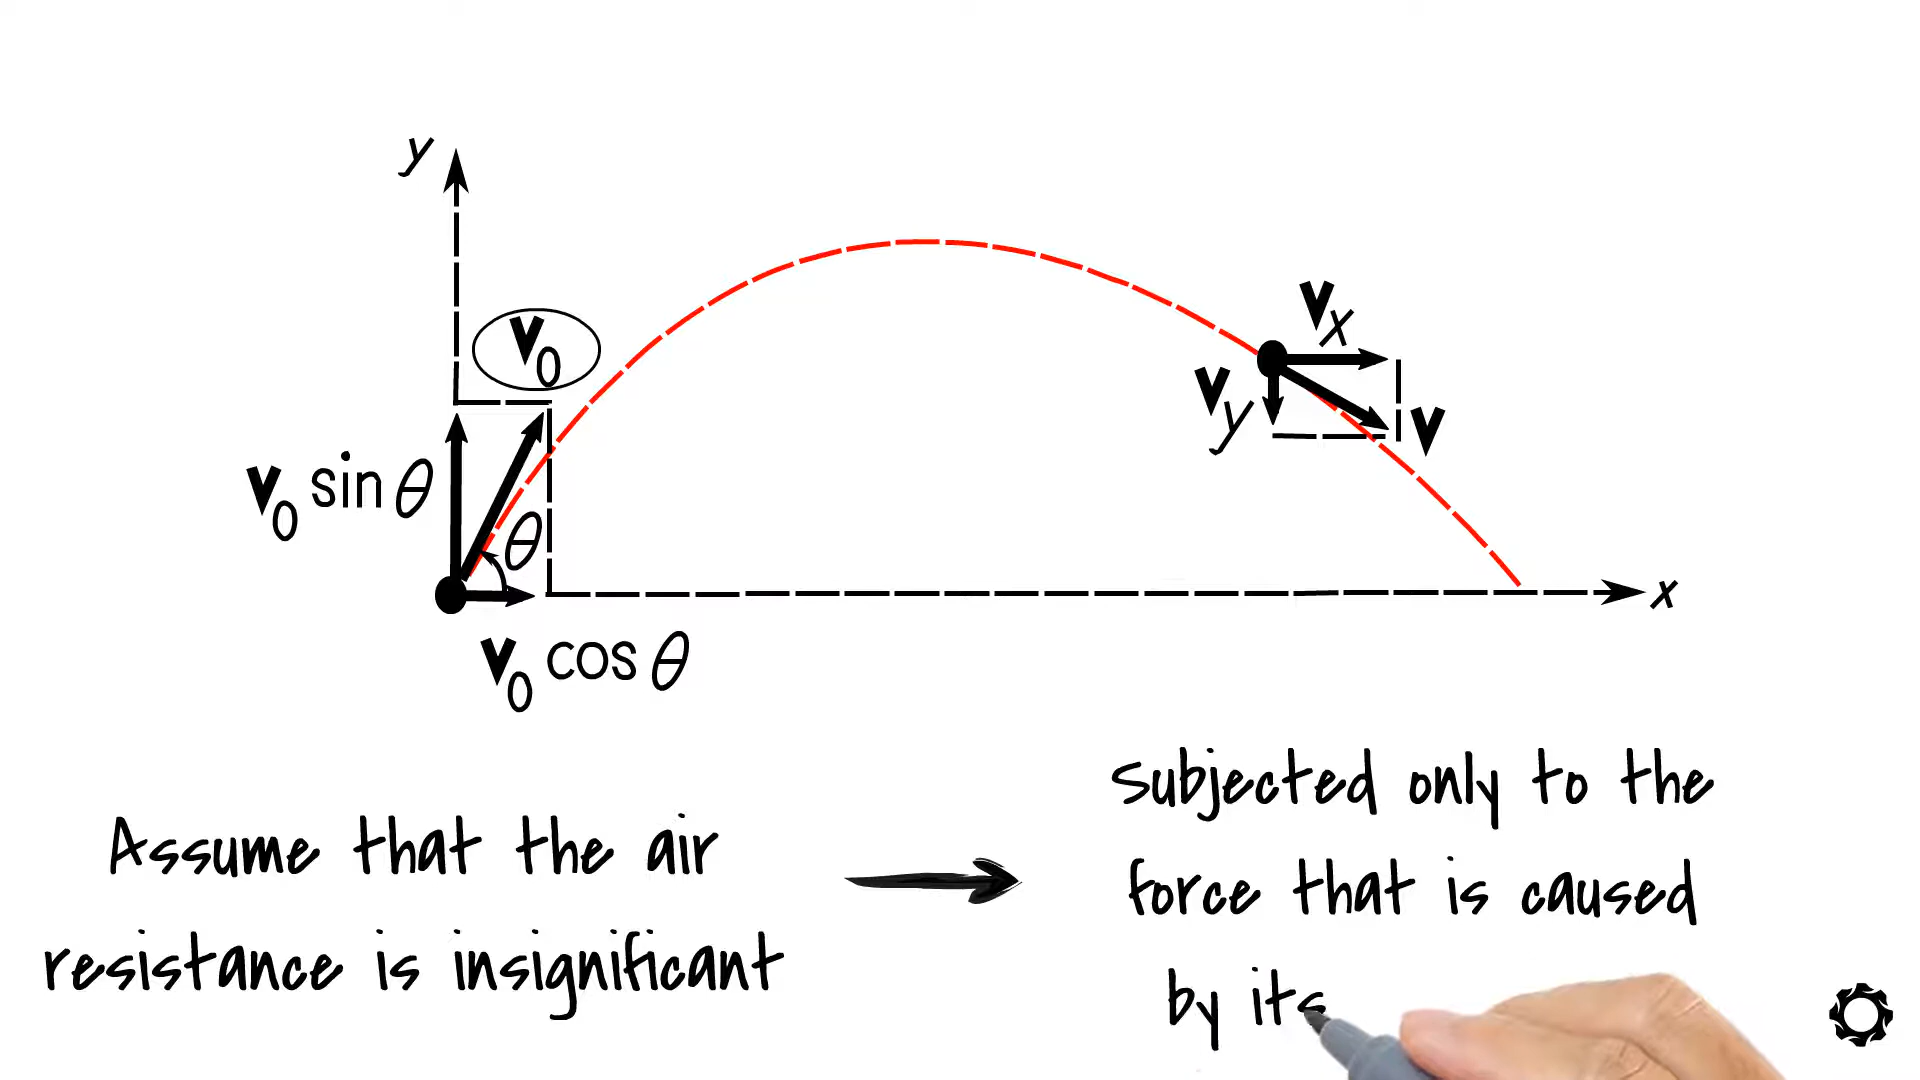 y
v0
vx
vy
v
v0 sin θ
θ
x
v0 cos θ
Assume that the air
resistance is insignificant
Subjected only to the
force that is caused
by its